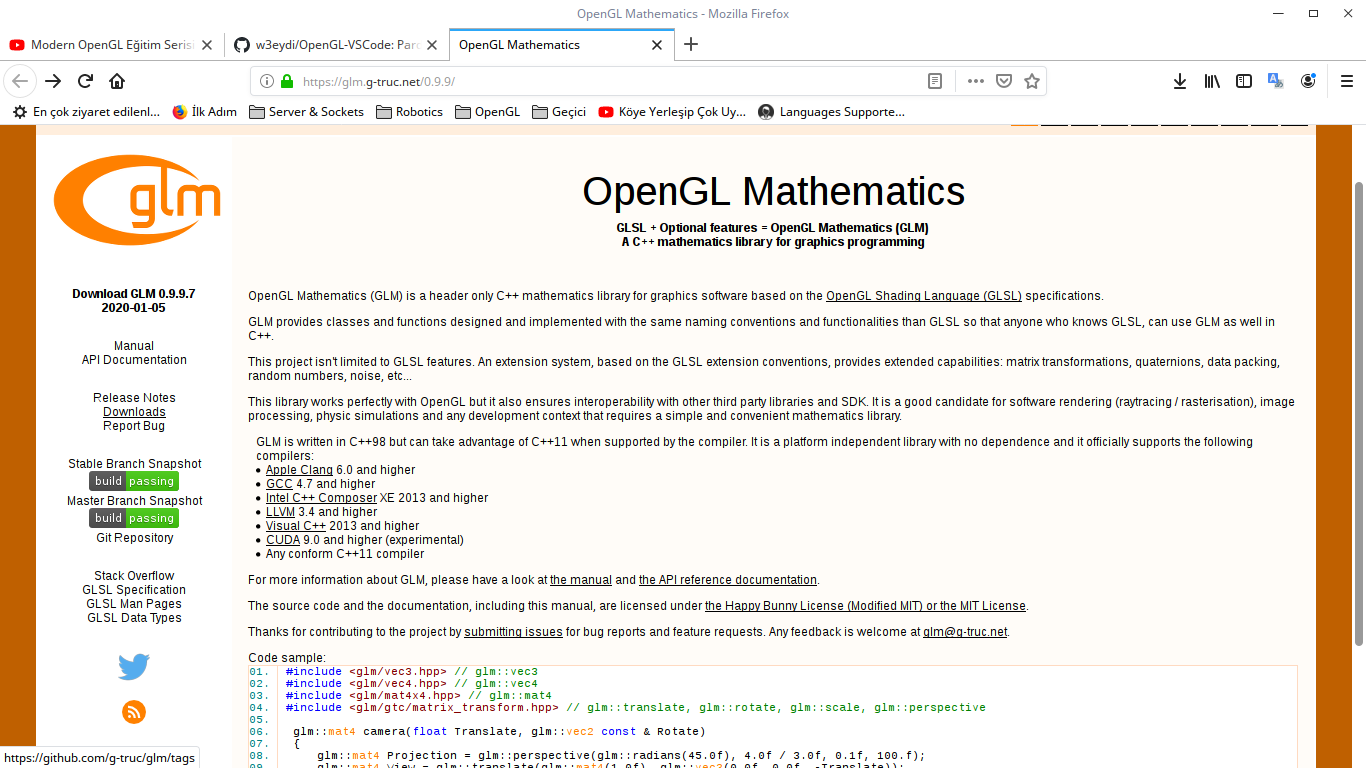 OpenGL Mathematics - Mozilla Firefox
Modern OpenGL Eğitim Serisi
w3eydi/OpenGL-VSCode: Parc
OpenGL Mathematics
https://glm.g-truc.net/0.9.9/
En çok ziyaret edilenl...
İlk Adım
Server & Sockets
Robotics
OpenGL
Geçici
Köye Yerleşip Çok Uy...
Languages Supporte...
glm
Download GLM 0.9.9.7
2020-01-05
Manual
API Documentation
Release Notes
Downloads
Report Bug
Stable Branch Snapshot
build passing
Master Branch Snapshot
build passing
Git Repository
Stack Overflow
GLSL Specification
GLSL Man Pages
GLSL Data Types
OpenGL Mathematics
GLSL + Optional features = OpenGL Mathematics (GLM)
A C++ mathematics library for graphics programming
OpenGL Mathematics (GLM) is a header only C++ mathematics library for graphics software based on the OpenGL Shading Language (GLSL) specifications.
GLM provides classes and functions designed and implemented with the same naming conventions and functionalities than GLSL so that anyone who knows GLSL, can use GLM as well in
C++.
This project isn't limited to GLSL features. An extension system, based on the GLSL extension conventions, provides extended capabilities: matrix transformations, quaternions, data packing,
random numbers, noise, etc...
This library works perfectly with OpenGL but it also ensures interoperability with other third party libraries and SDK. It is a good candidate for software rendering (raytracing / rasterisation), image
processing, physic simulations and any development context that requires a simple and convenient mathematics library.
GLM is written in C++98 but can take advantage of C++11 when supported by the compiler. It is a platform independent library with no dependence and it officially supports the following
compilers:
• Apple Clang 6.0 and higher
• GCC 4.7 and higher
• Intel C++ Composer XE 2013 and higher
• LLVM 3.4 and higher
• Visual C++ 2013 and higher
• CUDA 9.0 and higher (experimental)
• Any conform C++11 compiler
For more information about GLM, please have a look at the manual and the API reference documentation.
The source code and the documentation, including this manual, are licensed under the Happy Bunny License (Modified MIT) or the MIT License.
Thanks for contributing to the project by submitting issues for bug reports and feature requests. Any feedback is welcome at glm@g-truc.net.
Code sample:
01. #include <glm/vec3.hpp> // glm::vec3
02. #include <glm/vec4.hpp> // glm::vec4
03. #include <glm/mat4x4.hpp> // glm::mat4
04. #include <glm/gtc/matrix_transform.hpp> // glm::translate, glm::rotate, glm::scale, glm::perspective
05.
06. glm::mat4 camera(float Translate, glm::vec2 const & Rotate)
07. {
08. glm::mat4 Projection = glm::perspective(glm::radians(45.0f), 4.0f / 3.0f, 0.1f, 100.f);
09. glm::mat4 View = glm::translate(glm::mat4(1.0f), glm::vec3(0.0f, 0.0f, -Translate));
https://github.com/g-truc/glm/tags